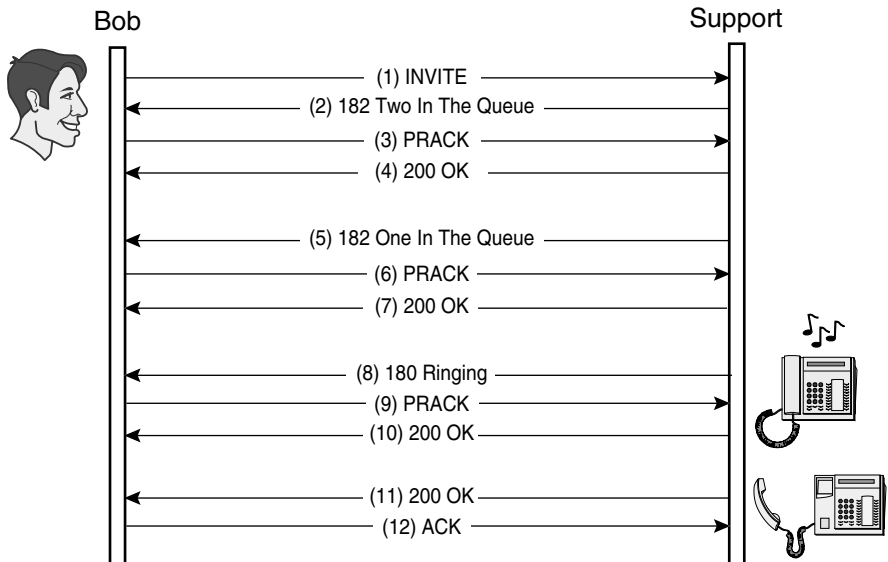 Bob
Support
(1) INVITE
(2) 182 Two In The Queue
(3) PRACK
(4) 200 OK
(5) 182 One In The Queue
(6) PRACK
(7) 200 OK
(8) 180 Ringing
(9) PRACK
(10) 200 OK
(11) 200 OK
(12) ACK